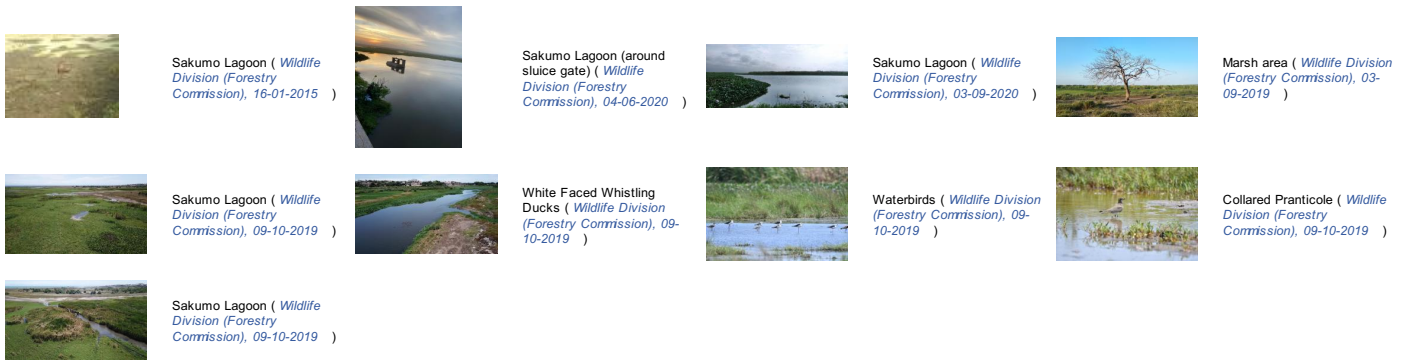 Sakumo Lagoon ( Wildlife
Division (Forestry
Commission), 16-01-2015 )
Sakumo Lagoon (around
sluice gate) ( Wildlife
Division (Forestry
Commission), 04-06-2020 )
Sakumo Lagoon ( Wildlife
Division (Forestry
Commission), 03-09-2020 )
Marsh area ( Wildlife Division
(Forestry Commission), 03-
09-2019 )
Sakumo Lagoon ( Wildlife
Division (Forestry
Commission), 09-10-2019 )
White Faced Whistling
Ducks ( Wildlife Division
(Forestry Commission), 09-
10-2019 )
Waterbirds ( Wildlife Division
(Forestry Commission), 09-
10-2019 )
Collared Pranticole ( Wildlife
Division (Forestry
Commission), 09-10-2019 )
Sakumo Lagoon ( Wildlife
Division (Forestry
Commission), 09-10-2019 )